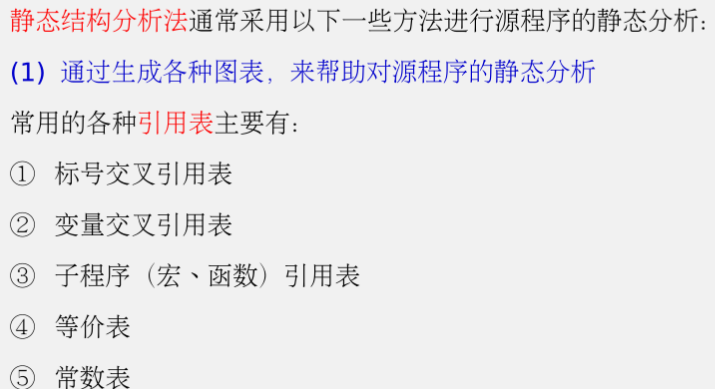 静态结构分析法通常采用以下一些方法进行源程序的静态分析：
(1) 通过生成各种图表，来帮助对源程序的静态分析
常用的各种引用表主要有：
① 标号交叉引用表
② 变量交叉引用表
③ 子程序（宏、函数）引用表
④ 等价表
⑤ 常数表